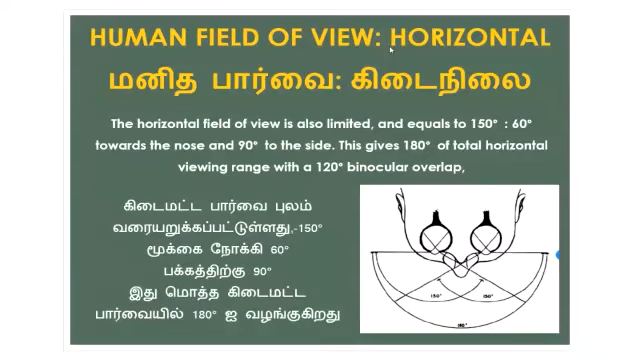 HUMAN FIELD OF VIEW: HORIZONTAL
மனித பார்வை: கிடைநிலை
The horizontal field of view is also limited, and equals to 150° : 60°
towards the nose and 90° to the side. This gives 180° of total horizontal
viewing range with a 120° binocular overlap,
கிடைமட்ட பார்வை புலம்
வரையறுக்கப்பட்டுள்ளது,-150°
மூக்கை நோக்கி 60°
பக்கத்திற்கு 90°
இது மொத்த கிடைமட்ட
பார்வையில் 180° ஐ வழங்குகிறது
150° 150°
180°